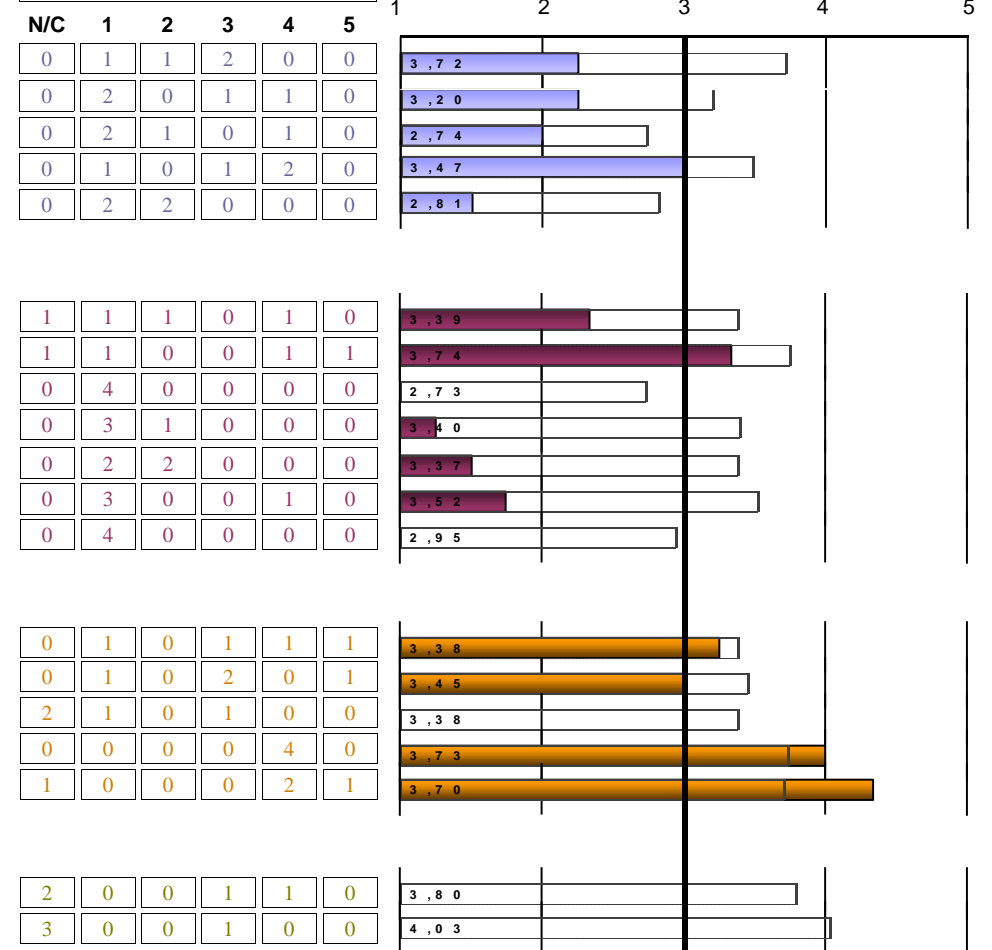 1 2 3 4 5
N/C 1 2 3 4 5
0 1 1 2 0 0 3,72
0 2 0 1 1 0 3,20
0 2 1 0 1 0 2,74
0 1 0 1 2 0 3,47
0 2 2 0 0 0 2,81
1 1 1 0 1 0 3,39
1 1 0 0 1 1 3,74
0 4 0 0 0 0 2,73
0 3 1 0 0 0 3,40
0 2 2 0 0 0 3,37
0 3 0 0 1 0 3,52
0 4 0 0 0 0 2,95
0 1 0 1 1 1 3,38
0 1 0 2 0 1 3,45
2 1 0 1 0 0 3,38
0 0 0 0 4 0 3,73
1 0 0 0 2 1 3,70
2 0 0 1 1 0 3,80
3 0 0 1 0 0 4,03